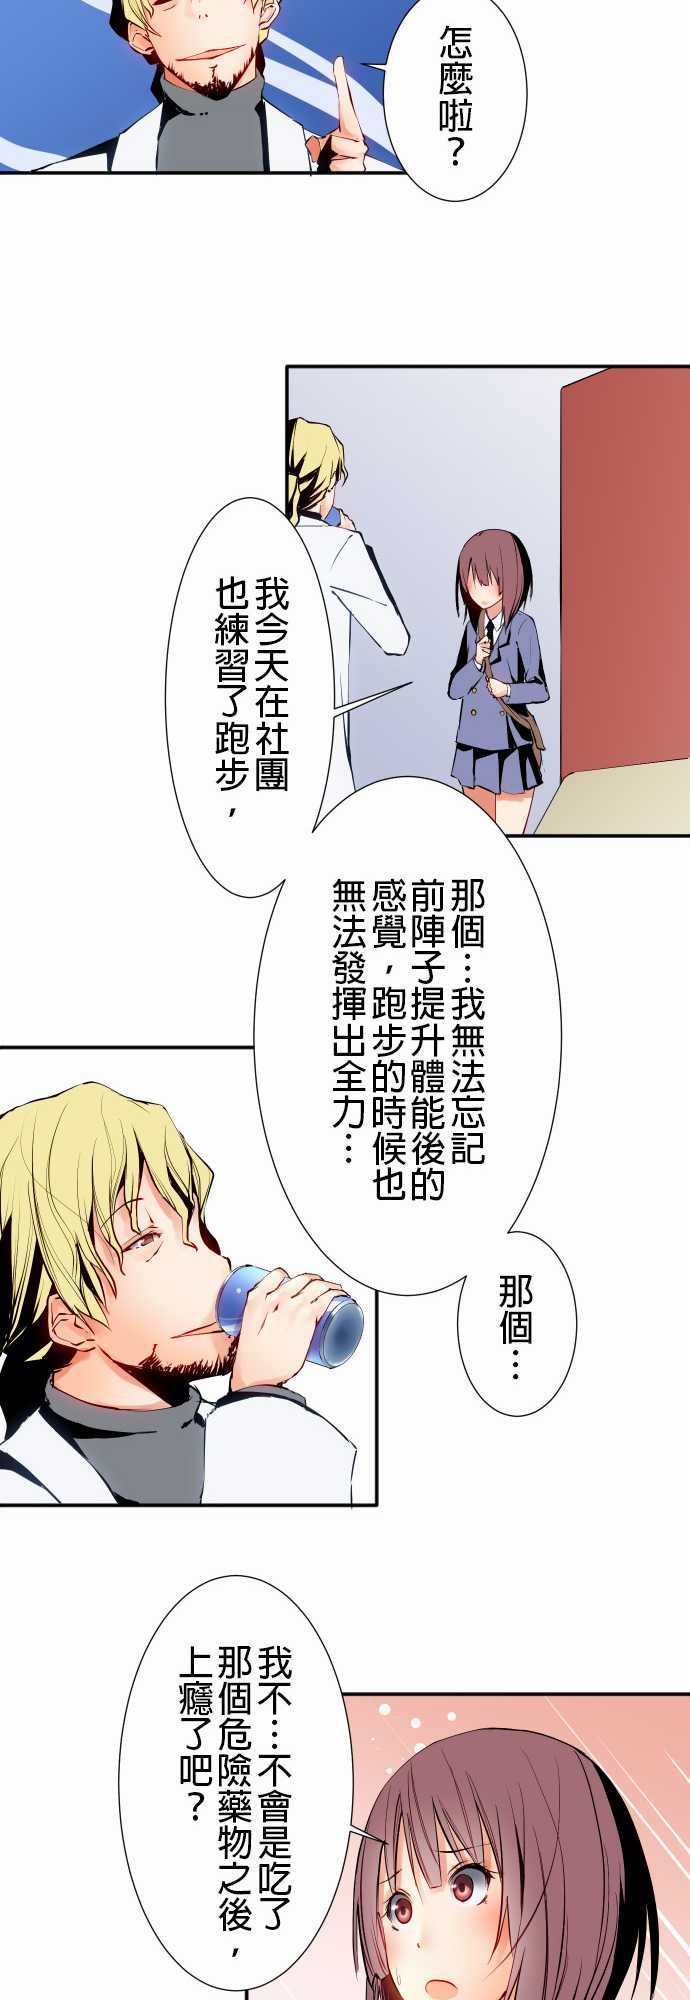 怎麼啦？
我今天在社團
也練習了跑步，
那個…我無法忘記
前陣子提升體能後的
感覺，跑步的時候也
無法發揮出全力…
那個…
我不…不會是吃了
那個危險藥物之後，
上癮了吧？